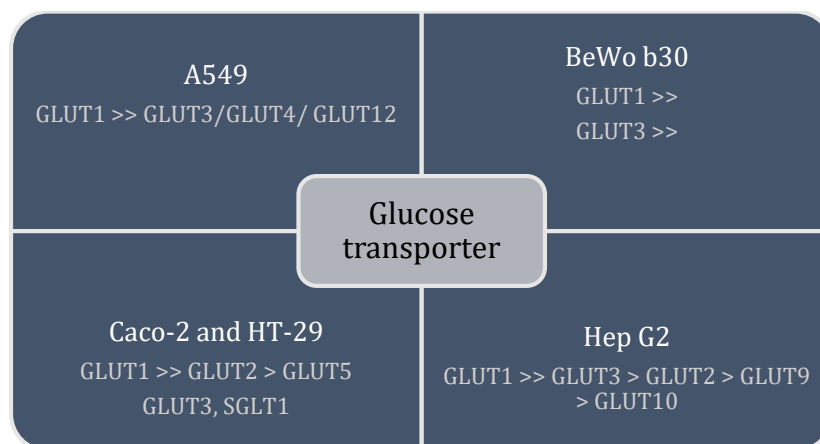 A549
GLUT1 >> GLUT3/GLUT4/ GLUT12
BeWo b30
GLUT1 >>
GLUT3 >>
Glucose
transporter
Caco-2 and HT-29
GLUT1 >> GLUT2 > GLUT5
GLUT3, SGLT1
Hep G2
GLUT1 >> GLUT3 > GLUT2 > GLUT9
> GLUT10